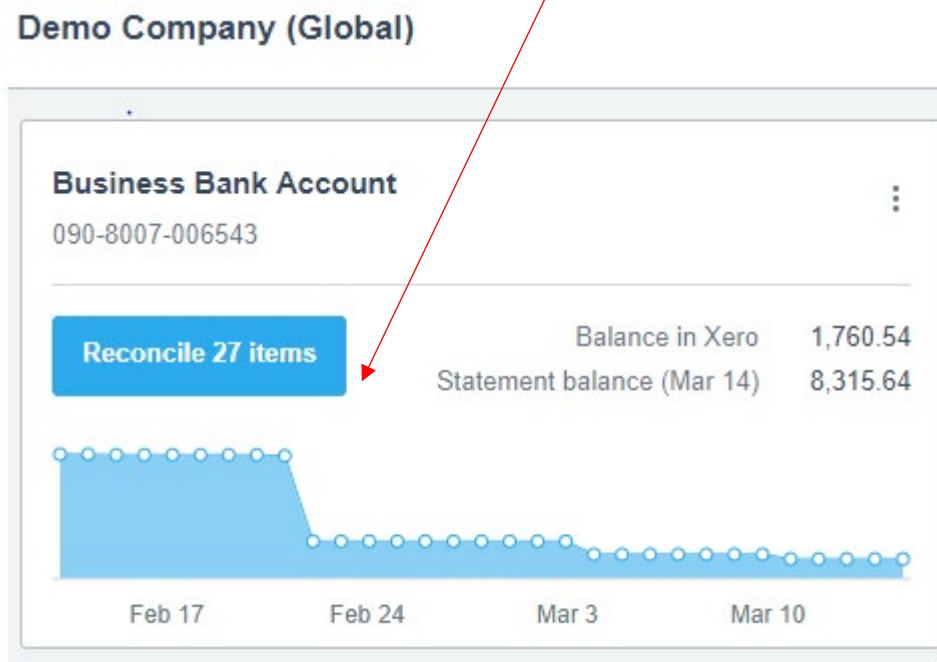 Demo Company (Global)
Business Bank Account
090-8007-006543
Reconcile 27 items
Balance in Xero 1,760.54
Statement balance (Mar 14) 8,315.64
Feb 17 Feb 24 Mar 3 Mar 10